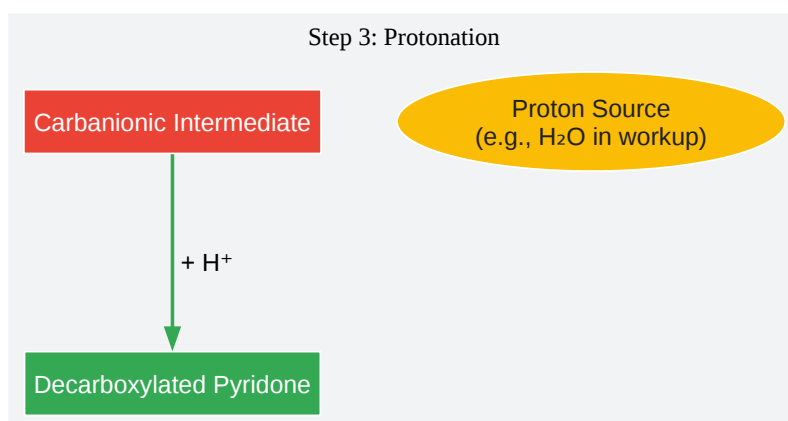 Step 3: Protonation
Carbanionic Intermediate
Proton Source
(e.g., H₂O in workup)
+ H⁺
Decarboxylated Pyridone